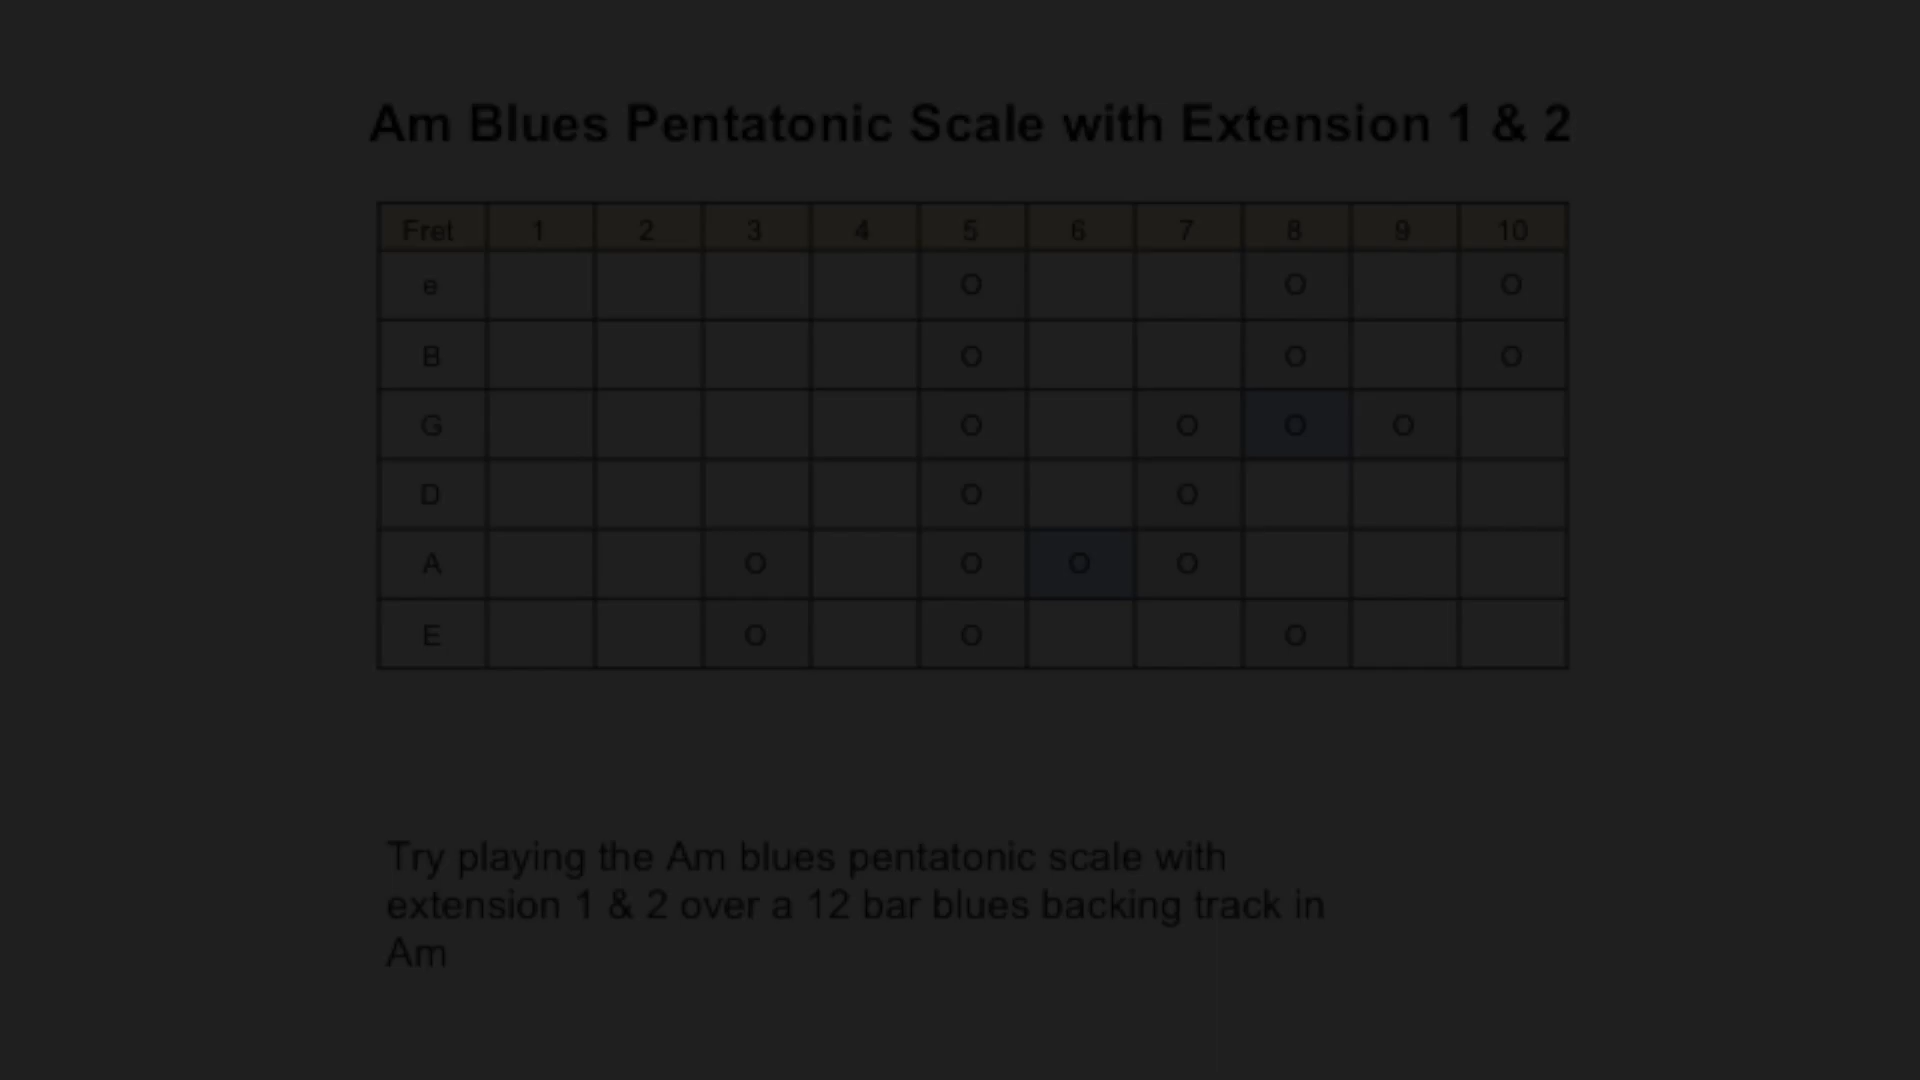 Am Blues Pentatonic Scale with Extension 1 & 2
Fret 1 2 3 4 5 6 7 8 9 10
e O O O
B O O O
G O O O O
D O O
A O O O O
E O O O
Try playing the Am blues pentatonic scale with
extension 1 & 2 over a 12 bar blues backing track in
Am